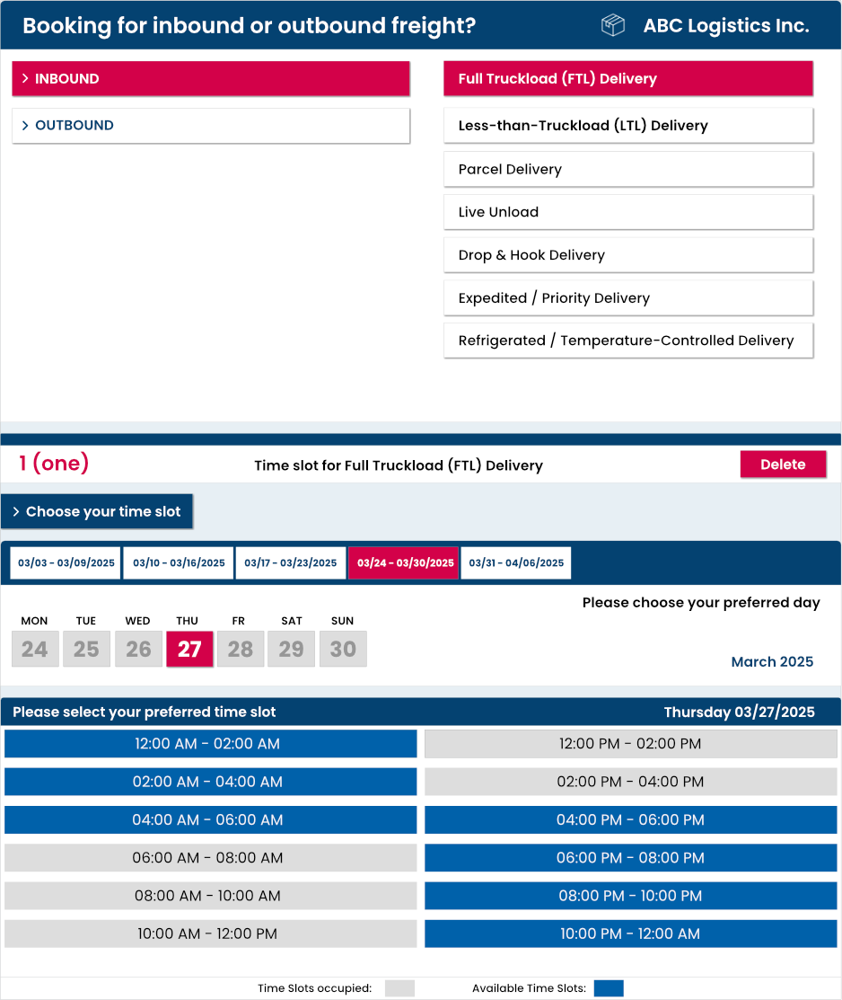 Booking for inbound or outbound freight?
ABC Logistics Inc.
> INBOUND
> OUTBOUND
Full Truckload (FTL) Delivery
Less-than-Truckload (LTL) Delivery
Parcel Delivery
Live Unload
Drop & Hook Delivery
Expedited / Priority Delivery
Refrigerated / Temperature-Controlled Delivery
1 (one)
Time slot for Full Truckload (FTL) Delivery
Delete
> Choose your time slot
03/03 - 03/09/2025 03/10 - 03/16/2025 03/17 - 03/23/2025 03/24 - 03/30/2025 03/31 - 04/06/2025
Please choose your preferred day
MON TUE WED THU FR SAT SUN
24 25 26 27 28 29 30
March 2025
Please select your preferred time slot
Thursday 03/27/2025
12:00 AM - 02:00 AM
02:00 AM - 04:00 AM
04:00 AM - 06:00 AM
06:00 AM - 08:00 AM
08:00 AM - 10:00 AM
10:00 AM - 12:00 PM
12:00 PM - 02:00 PM
02:00 PM - 04:00 PM
04:00 PM - 06:00 PM
06:00 PM - 08:00 PM
08:00 PM - 10:00 PM
10:00 PM - 12:00 AM
Time Slots occupied:
Available Time Slots: